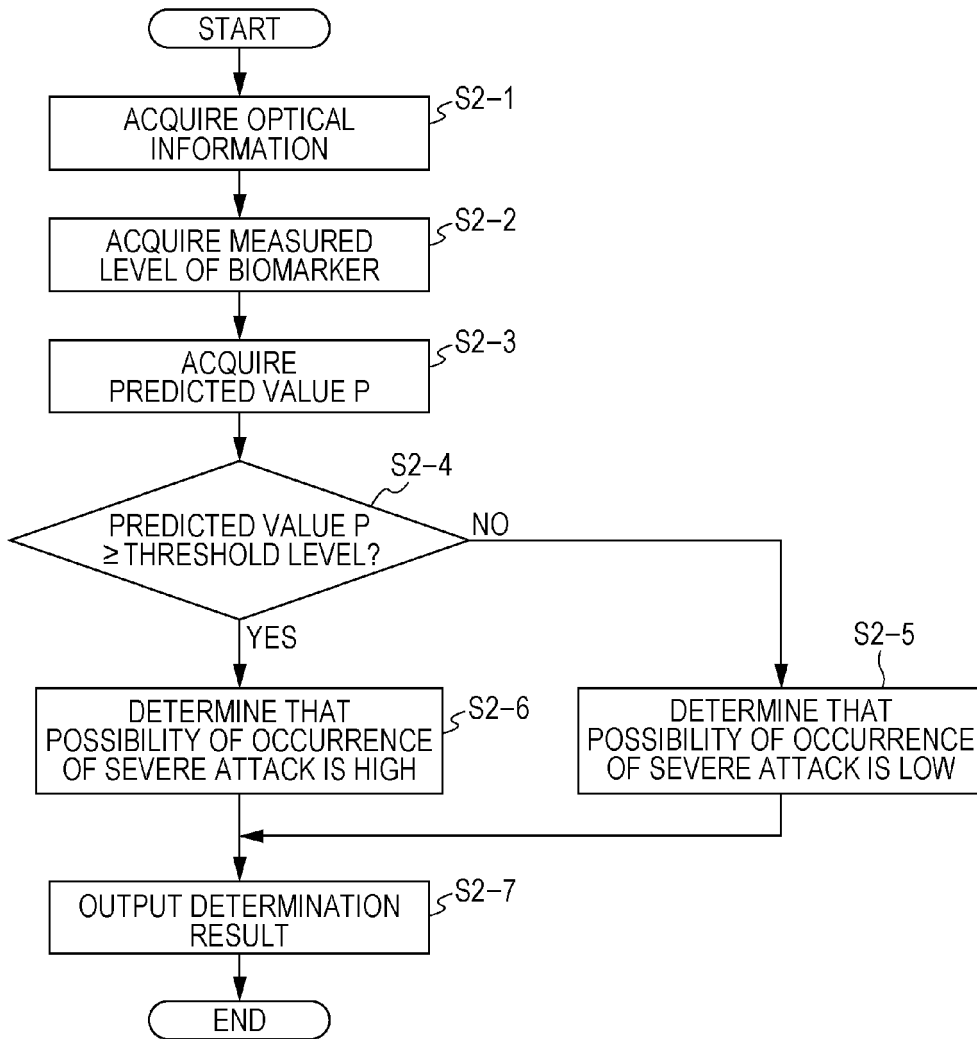 START
S2-1
ACQUIRE OPTICAL
INFORMATION
S2-2
ACQUIRE MEASURED
LEVEL OF BIOMARKER
S2-3
ACQUIRE
PREDICTED VALUE P
S2-4
PREDICTED VALUE P
≥ THRESHOLD LEVEL?
NO
YES
S2-5
S2-6
DETERMINE THAT
POSSIBILITY OF OCCURRENCE
OF SEVERE ATTACK IS HIGH
DETERMINE THAT
POSSIBILITY OF OCCURRENCE
OF SEVERE ATTACK IS LOW
S2-7
OUTPUT DETERMINATION
RESULT
END